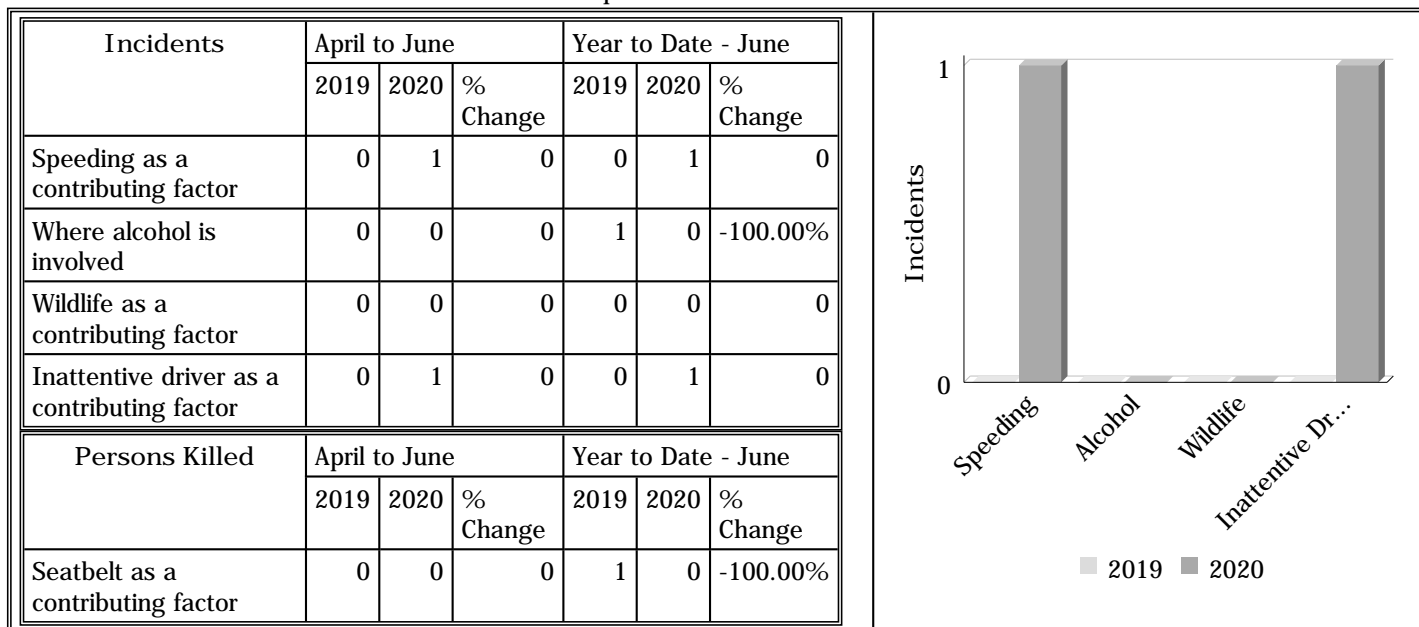 Incidents April to June Year to Date - June
2019 2020 % Change 2019 2020 % Change
Speeding as a contributing factor 0 1 0 0 1 0
Where alcohol is involved 0 0 0 1 0 -100.00%
Wildlife as a contributing factor 0 0 0 0 0 0
Inattentive driver as a contributing factor 0 1 0 0 1 0
Persons Killed April to June Year to Date - June
2019 2020 % Change 2019 2020 % Change
Seatbelt as a contributing factor 0 0 0 1 0 -100.00%
1
Incidents
0
Speeding Alcohol Wildlife Inattentive Dr...
2019 2020